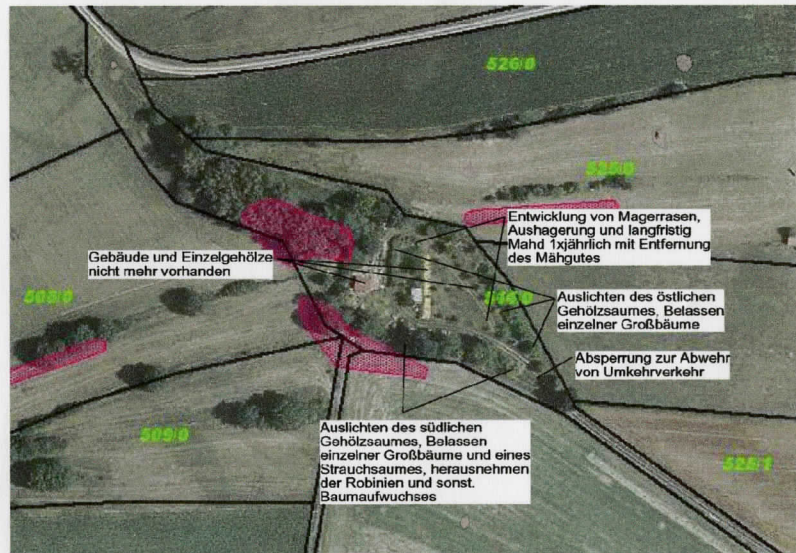 526/0
525/0
Entwicklung von Magerrasen,
Aushagerung und langfristig
Mahd 1xjährlich mit Entfernung
des Mähgutes
Gebäude und Einzelgehölze
nicht mehr vorhanden
508/0
Auslichten des östlichen
Gehölzsaumes, Belassen
einzelner Großbäume
Absperrung zur Abwehr
von Umkehrverkehr
Auslichten des südlichen
Gehölzsaumes, Belassen
einzelner Großbäume und eines
Strauchsaumes, herausnehmen
der Robinien und sonst.
Baumaufwuchses
509/0
528/1